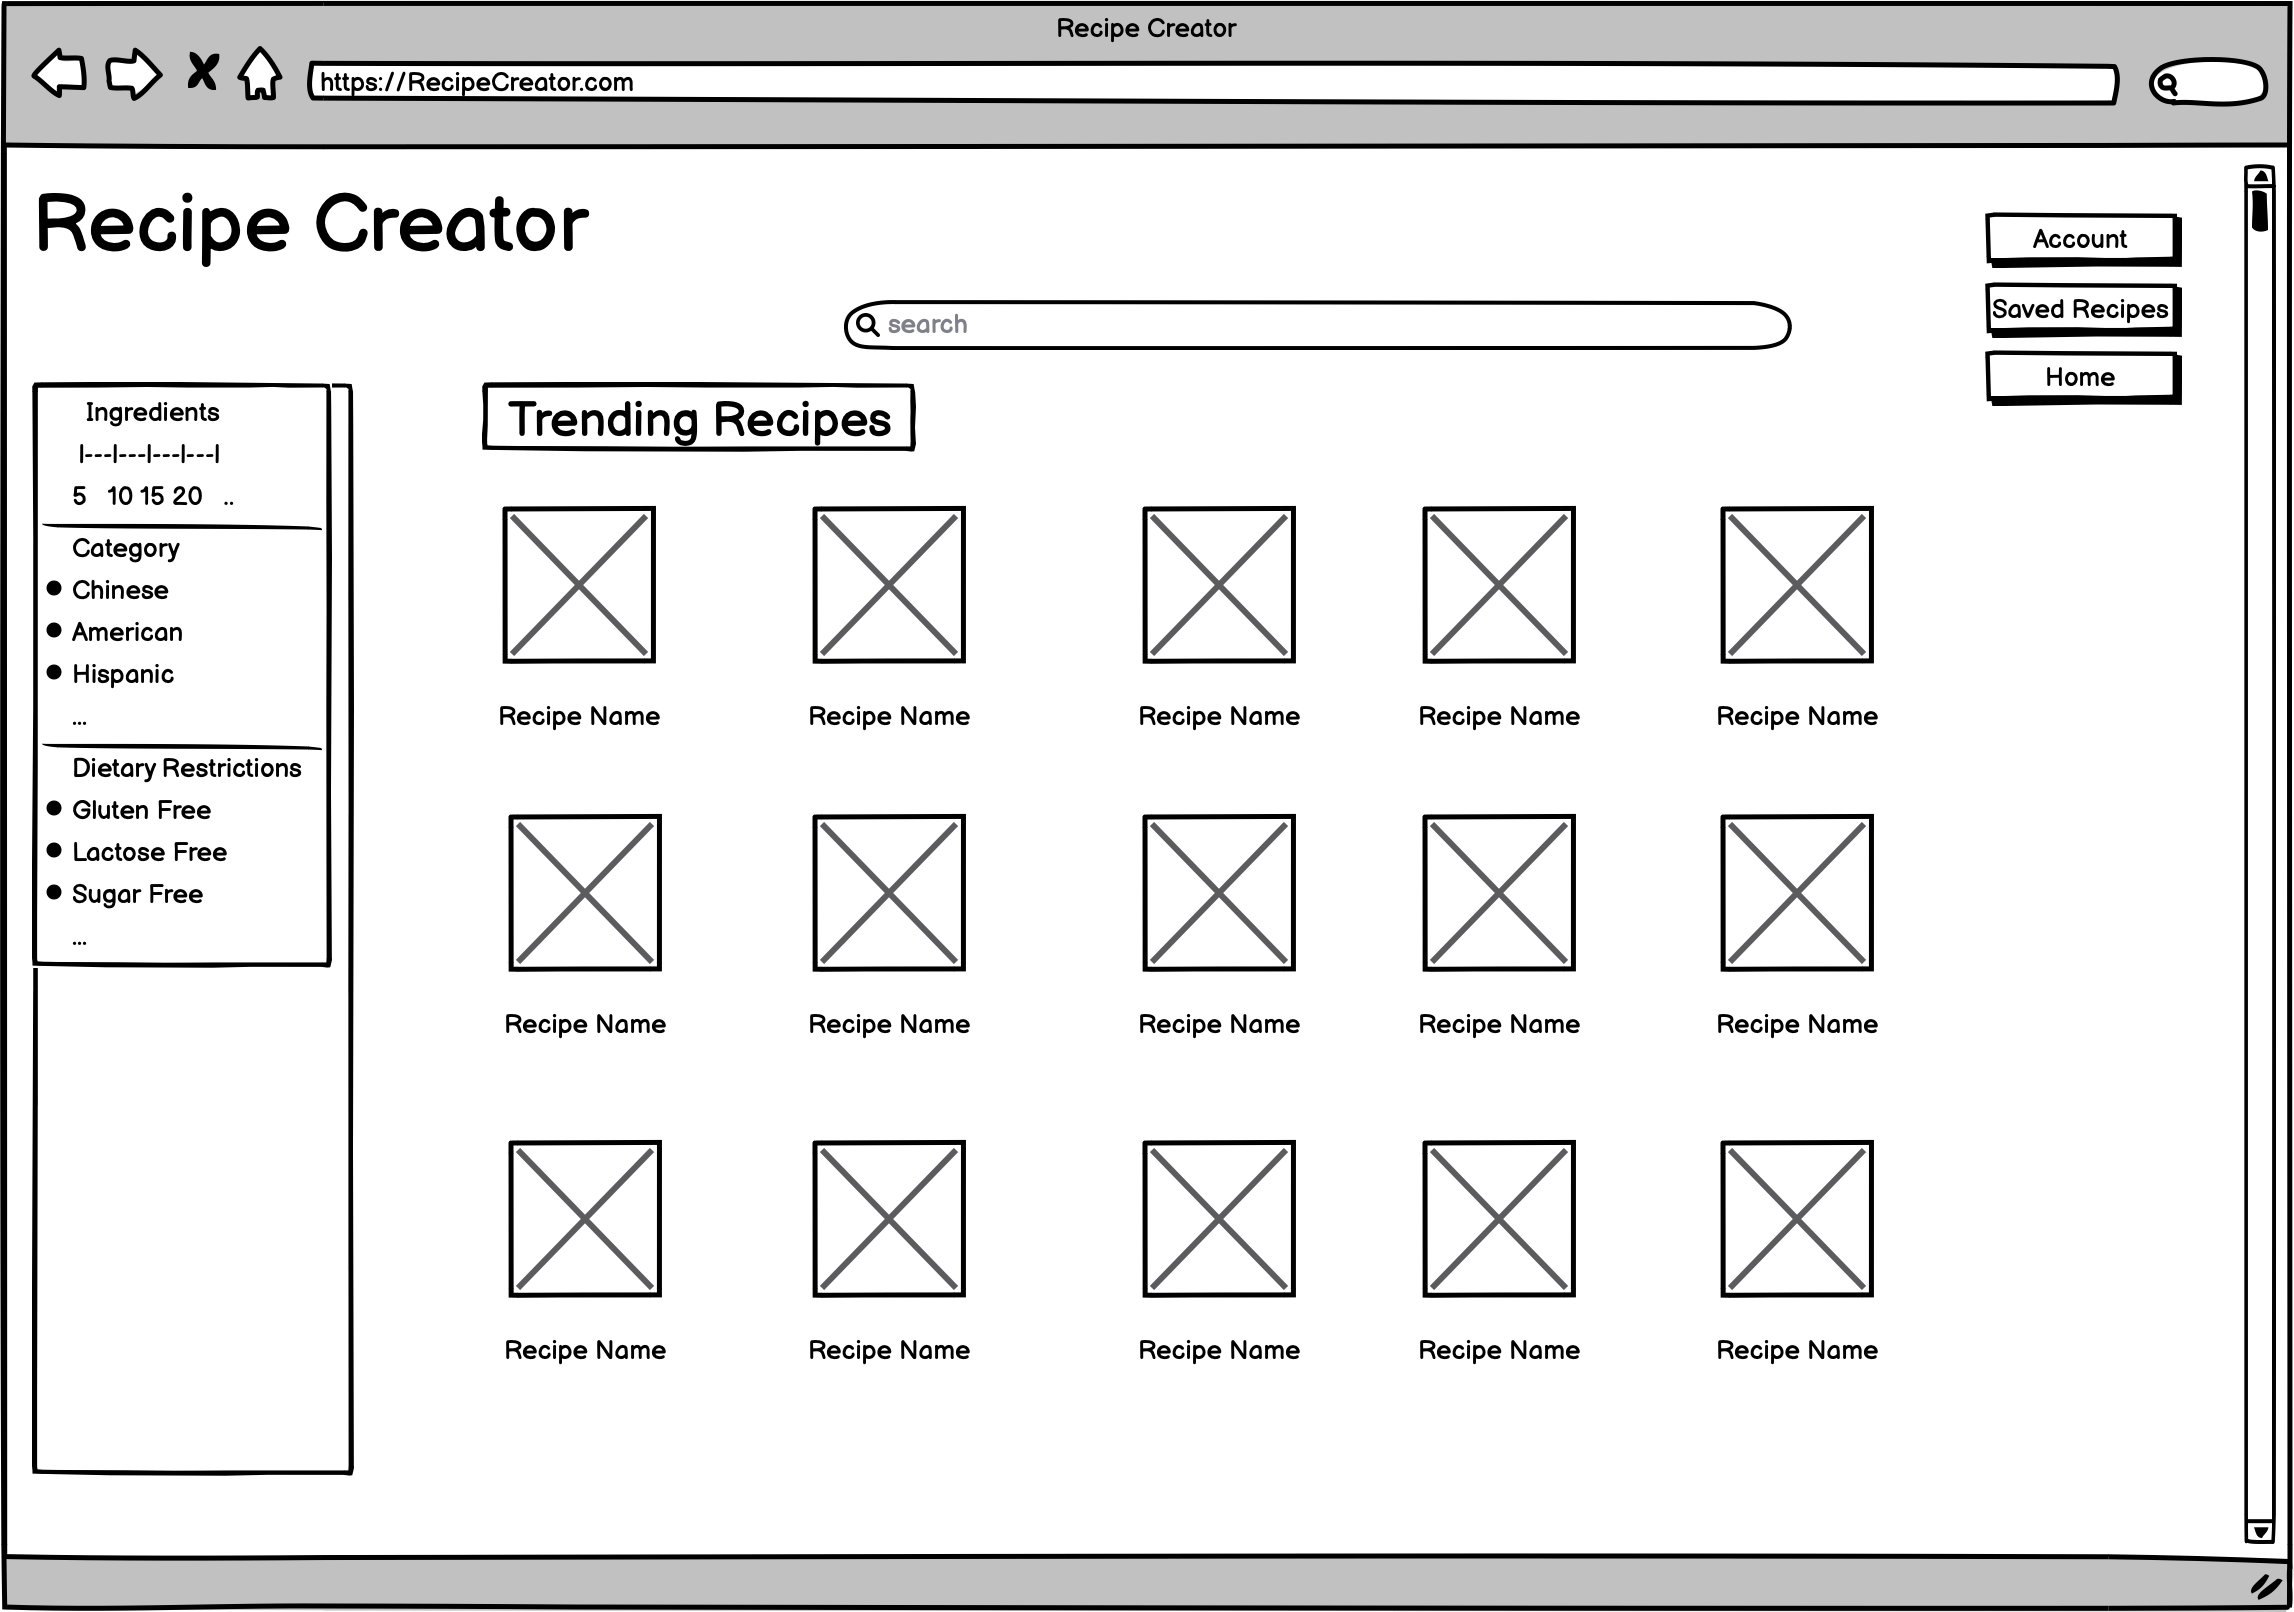 Recipe Creator
https://RecipeCreator.com
Recipe Creator
Account
search
Saved Recipes
Home
Ingredients
|---|---|---|---|
5 10 15 20 ..
Category
Chinese
American
Hispanic
...
Dietary Restrictions
Gluten Free
Lactose Free
Sugar Free
...
Trending Recipes
Recipe Name Recipe Name Recipe Name Recipe Name Recipe Name
Recipe Name Recipe Name Recipe Name Recipe Name Recipe Name
Recipe Name Recipe Name Recipe Name Recipe Name Recipe Name